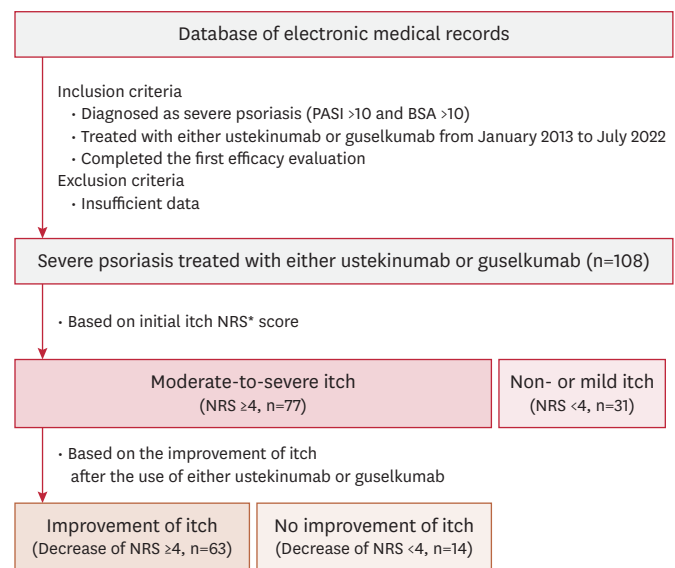 Database of electronic medical records
Inclusion criteria
• Diagnosed as severe psoriasis (PASI >10 and BSA >10)
• Treated with either ustekinumab or guselkumab from January 2013 to July 2022
• Completed the first efficacy evaluation
Exclusion criteria
• Insufficient data
Severe psoriasis treated with either ustekinumab or guselkumab (n=108)
• Based on initial itch NRS* score
Moderate-to-severe itch
(NRS ≥4, n=77)
Non- or mild itch
(NRS <4, n=31)
• Based on the improvement of itch
after the use of either ustekinumab or guselkumab
Improvement of itch
(Decrease of NRS ≥4, n=63)
No improvement of itch
(Decrease of NRS <4, n=14)